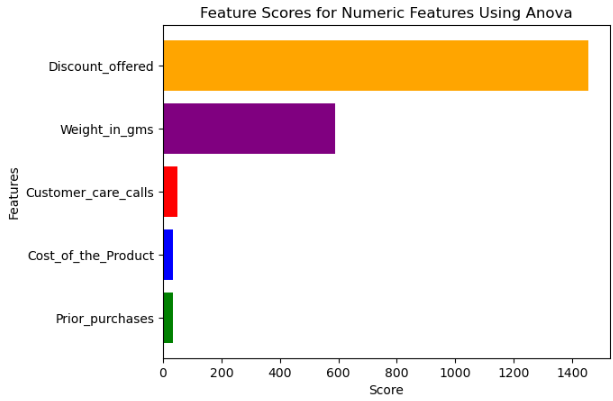 Feature Scores for Numeric Features Using Anova
Features
Discount_offered
Weight_in_gms
Customer_care_calls
Cost_of_the_Product
Prior_purchases
0 200 400 600 800 1000 1200 1400
Score